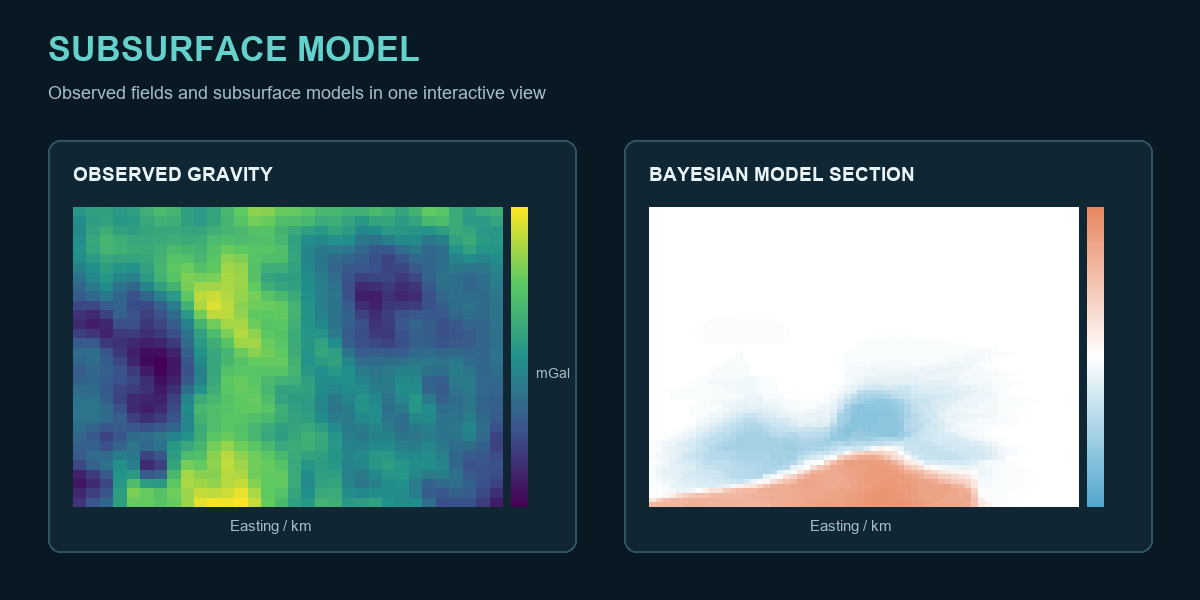 SUBSURFACE MODEL
Observed fields and subsurface models in one interactive view
OBSERVED GRAVITY
mGal
Easting / km
BAYESIAN MODEL SECTION
Easting / km